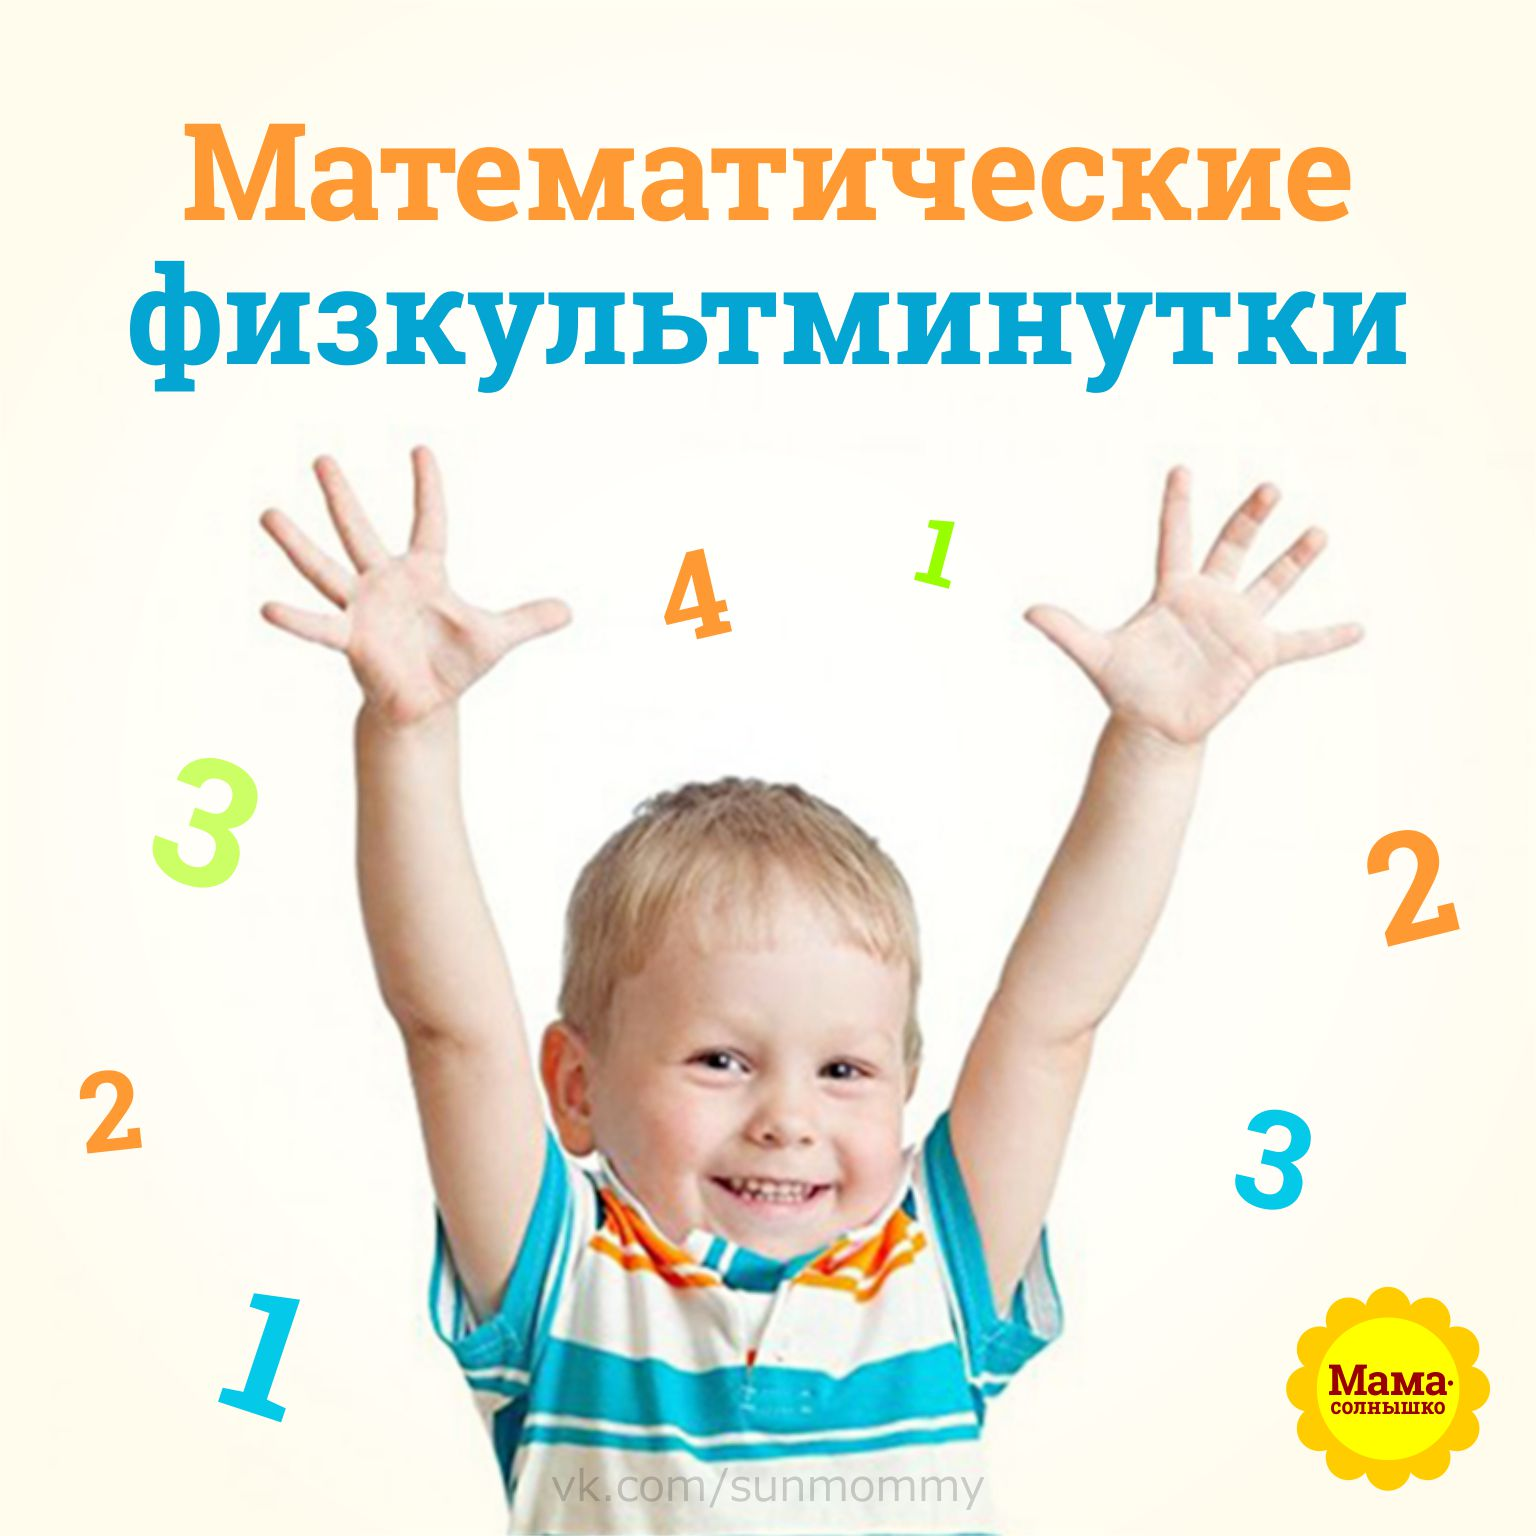 Математические
физкультминутки
4
1
3
2
2
3
1
Мама-
солнышко
vk.com/sunmommy